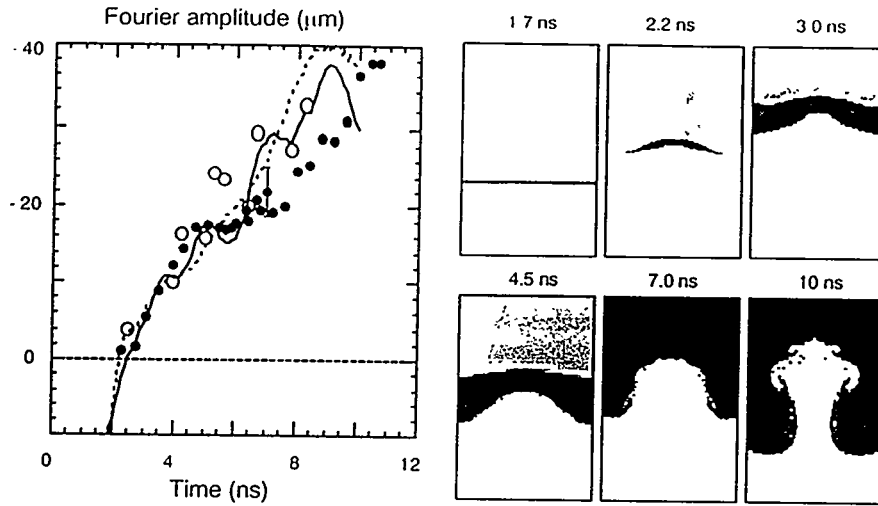 Fourier amplitude (μm)
- 40
- 20
0
0 4 8 12
Time (ns)
1 7 ns 2.2 ns 3 0 ns
4.5 ns 7.0 ns 10 ns